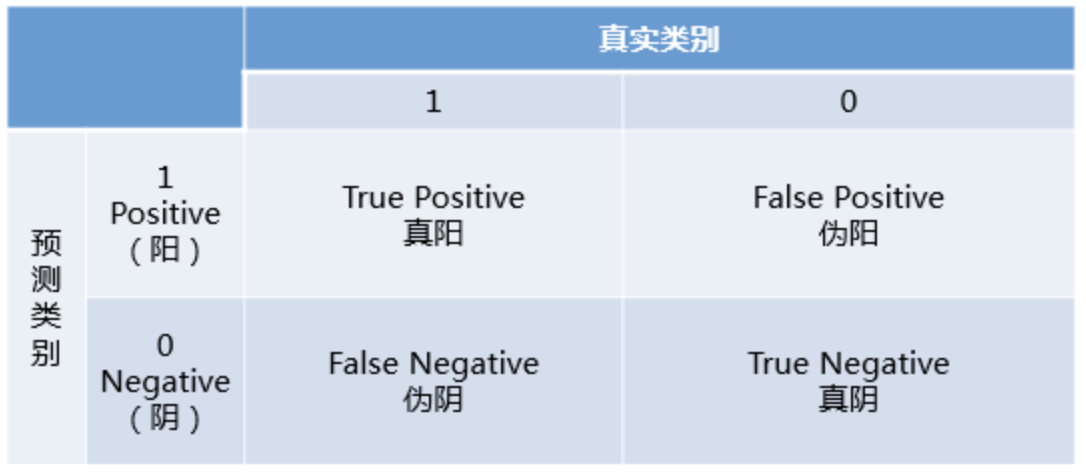 真实类别
1
0
预测类别
1
Positive
（阳）
True Positive
真阳
False Positive
伪阳
0
Negative
（阴）
False Negative
伪阴
True Negative
真阴